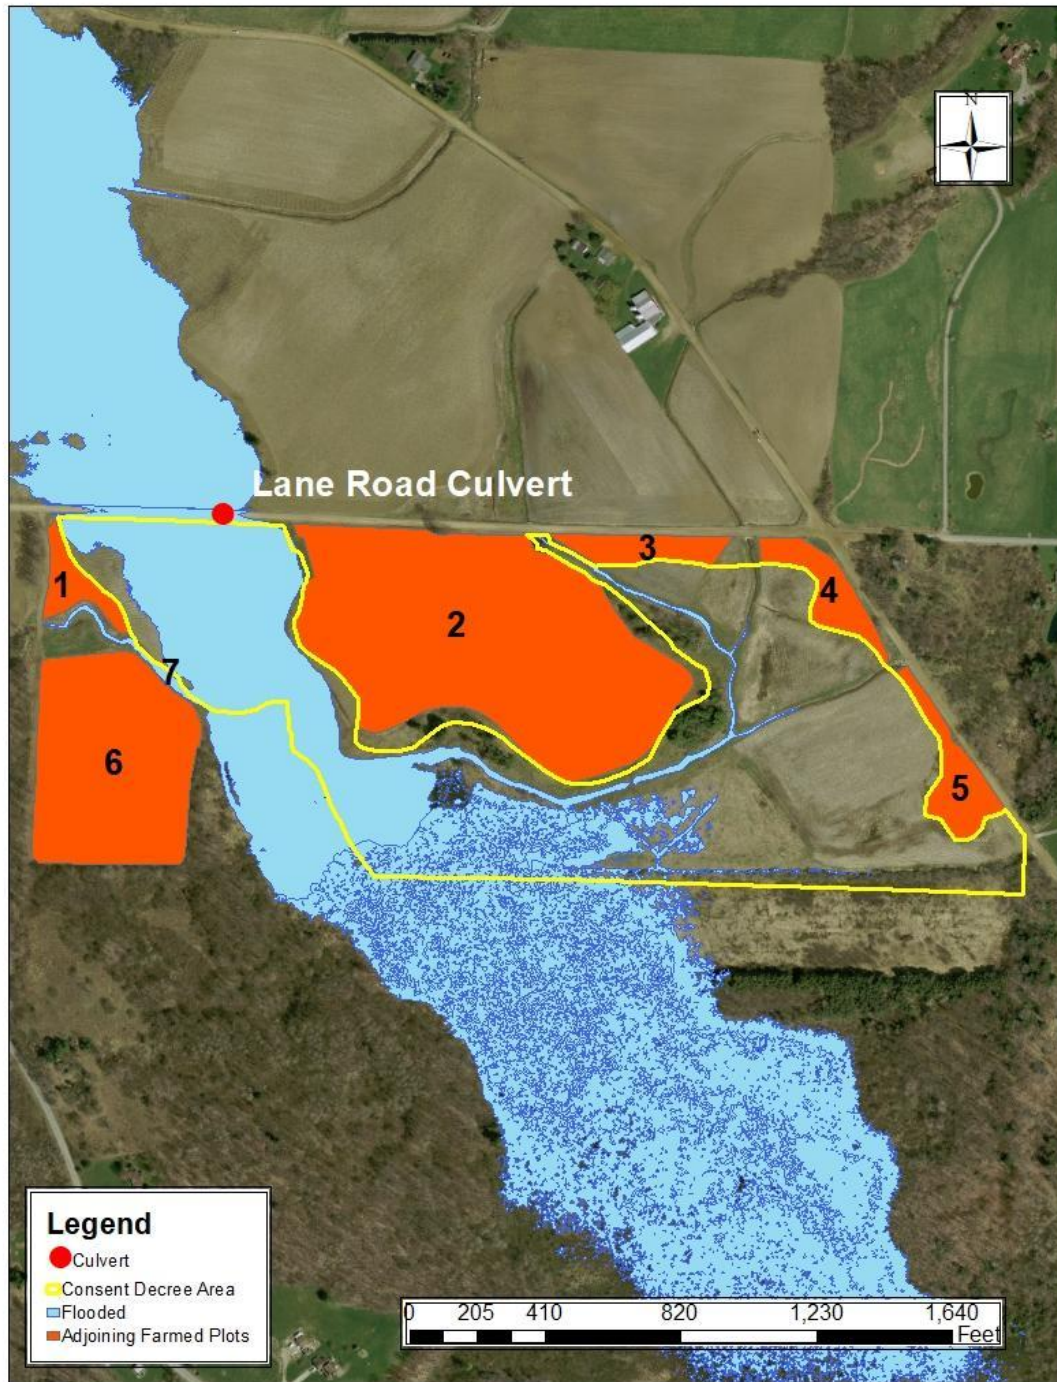 N
Lane Road Culvert
1
2
3
4
5
6
7
Legend
Culvert
Consent Decree Area
Flooded
Adjoining Farmed Plots
0 205 410 820 1,230 1,640
Feet